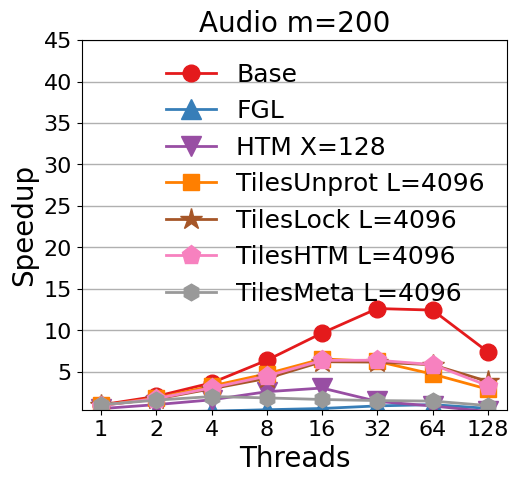 Audio m=200
45
40
35
30
25
20
15
10
5
Speedup
Base
FGL
HTM X=128
TilesUnprot L=4096
TilesLock L=4096
TilesHTM L=4096
TilesMeta L=4096
1 2 4 8 16 32 64 128
Threads